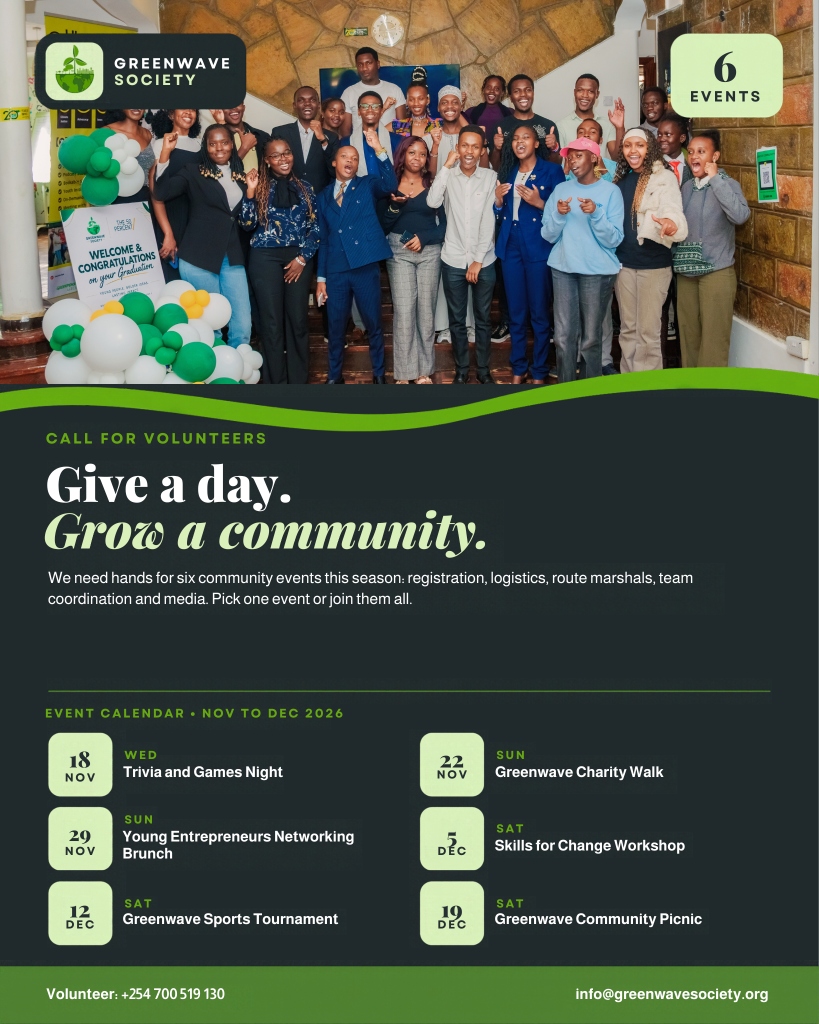 GREENWAVE
SOCIETY
6
EVENTS
GREENWAVE
SOCIETY
WELCOME &
CONGRATULATIONS
on your Graduation
CALL FOR VOLUNTEERS
Give a day.
Grow a community.
We need hands for six community events this season: registration, logistics, route marshals, team
coordination and media. Pick one event or join them all.
EVENT CALENDAR • NOV TO DEC 2026
18
NOV
WED
Trivia and Games Night
22
NOV
SUN
Greenwave Charity Walk
29
NOV
SUN
Young Entrepreneurs Networking
Brunch
5
DEC
SAT
Skills for Change Workshop
12
DEC
SAT
Greenwave Sports Tournament
19
DEC
SAT
Greenwave Community Picnic
Volunteer: +254 700 519 130
info@greenwavesociety.org